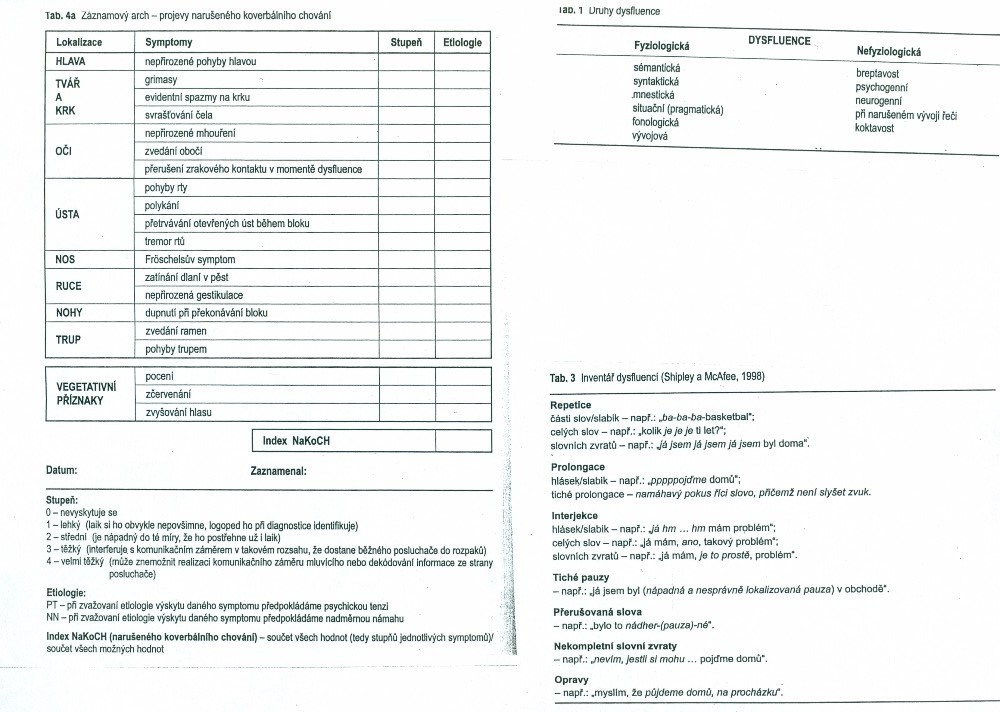 Tab. 4a Záznamový arch – projevy narušeného koverbálního chování
Lokalizace Symptomy Stupeň Etiologie
HLAVA nepřirozené pohyby hlavou
TVÁŘ A KRK grimasy
evidentní spazmy na krku
svrašťování čela
OČI nepřirozené mhouření
zvedání obočí
přerušení zrakového kontaktu v momentě dysfluence
ÚSTA pohyby rty
polykání
přetrvávání otevřených úst během bloku
tremor rtů
NOS Fröschelsův symptom
RUCE zatínání dlaní v pěst
nepřirozená gestikulace
NOHY dupnutí při překonávání bloku
TRUP zvedání ramen
pohyby trupem
VEGETATIVNÍ PŘÍZNAKY pocení
zčervenání
zvyšování hlasu
Index NaKoCH
Datum: Zaznamenal:
Stupeň:
0 – nevyskytuje se
1 – lehký (laik si ho obvykle nepovšimne, logoped ho při diagnostice identifikuje)
2 – střední (je nápadný do té míry, že ho postřehne už i laik)
3 – těžký (interferuje s komunikačním záměrem v takovém rozsahu, že dostane běžného posluchače do rozpaků)
4 – velmi těžký (může znemožnit realizaci komunikačního záměru mluvícího nebo dekódování informace ze strany
posluchače)
Etiologie:
PT – při zvažování etiologie výskytu daného symptomu předpokládáme psychickou tenzi
NN – při zvažování etiologie výskytu daného symptomu předpokládáme nadměrnou námahu
Index NaKoCH (narušeného koverbálního chování) – součet všech hodnot (tedy stupňů jednotlivých symptomů)/
součet všech možných hodnot
Tab. 1 Druhy dysfluence
DYSFLUENCE
Fyziologická Nefyziologická
sémantická breptavost
syntaktická psychogenní
mnestická neurogenní
situační (pragmatická) při narušeném vývoji řeči
fonologická koktavost
vývojová
Tab. 3 Inventář dysfluencí (Shipley a McAfee, 1998)
Repetice
části slov/slabik – např.: „ba-ba-ba-basketbal“;
celých slov – např.: „kolik je je je ti let?“;
slovních zvratů – např.: „já jsem já jsem já jsem byl doma“.
Prolongace
hlásek/slabik – např.: „pppppojďme domů“;
tiché prolongace – namáhavý pokus říci slovo, přičemž není slyšet zvuk.
Interjekce
hlásek/slabik – např.: „já hm ... hm mám problém“;
celých slov – např.: „já mám, ano, takový problém“;
slovních zvratů – např.: „já mám, je to prostě, problém“.
Tiché pauzy
– např.: „já jsem byl (nápadná a nesprávně lokalizovaná pauza) v obchodě“.
Přerušovaná slova
– např.: „bylo to nádher-(pauza)-né“.
Nekompletní slovní zvraty
– např.: „nevím, jestli si mohu ... pojďme domů“.
Opravy
– např.: „myslím, že půjdeme domů, na procházku“.